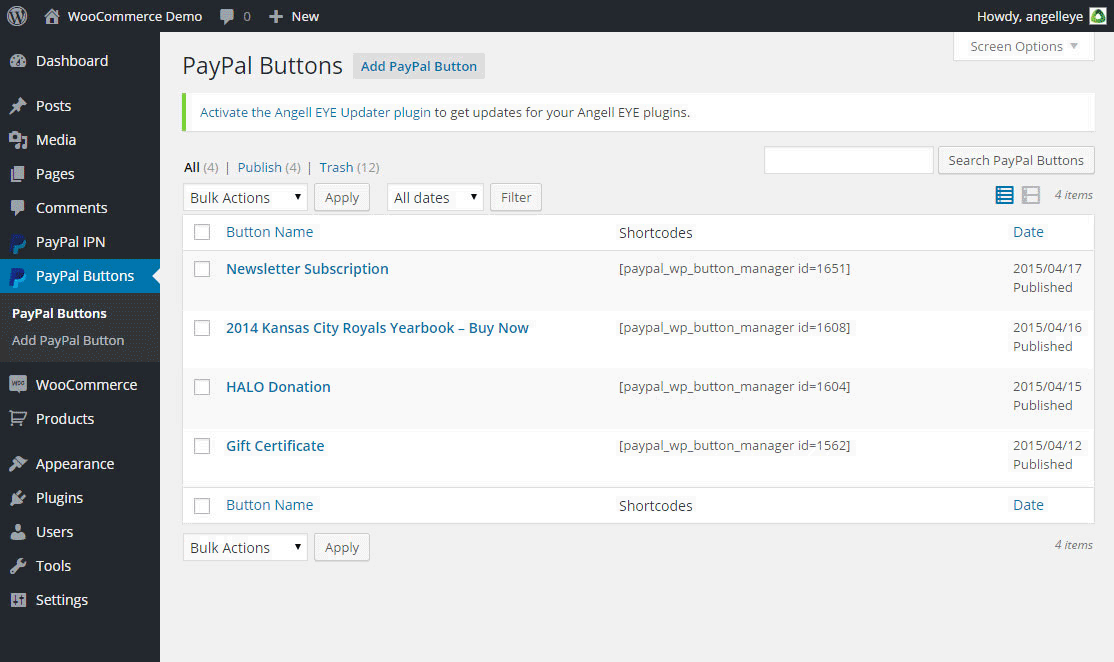 WooCommerce Demo 0 New Howdy, angelleye
Screen Options
Dashboard
Posts
Media
Pages
Comments
PayPal IPN
PayPal Buttons
PayPal Buttons
Add PayPal Button
WooCommerce
Products
Appearance
Plugins
Users
Tools
Settings
PayPal Buttons Add PayPal Button
Activate the Angell EYE Updater plugin to get updates for your Angell EYE plugins.
All (4) | Publish (4) | Trash (12)
Search PayPal Buttons
Bulk Actions Apply All dates Filter 4 items
Button Name Shortcodes Date
Newsletter Subscription [paypal_wp_button_manager id=1651] 2015/04/17
Published
2014 Kansas City Royals Yearbook – Buy Now [paypal_wp_button_manager id=1608] 2015/04/16
Published
HALO Donation [paypal_wp_button_manager id=1604] 2015/04/15
Published
Gift Certificate [paypal_wp_button_manager id=1562] 2015/04/12
Published
Button Name Shortcodes Date
Bulk Actions Apply 4 items